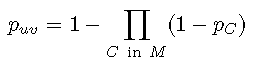 p_{uv} = 1 - \prod_{C \text{ in } M} (1 - p_C)